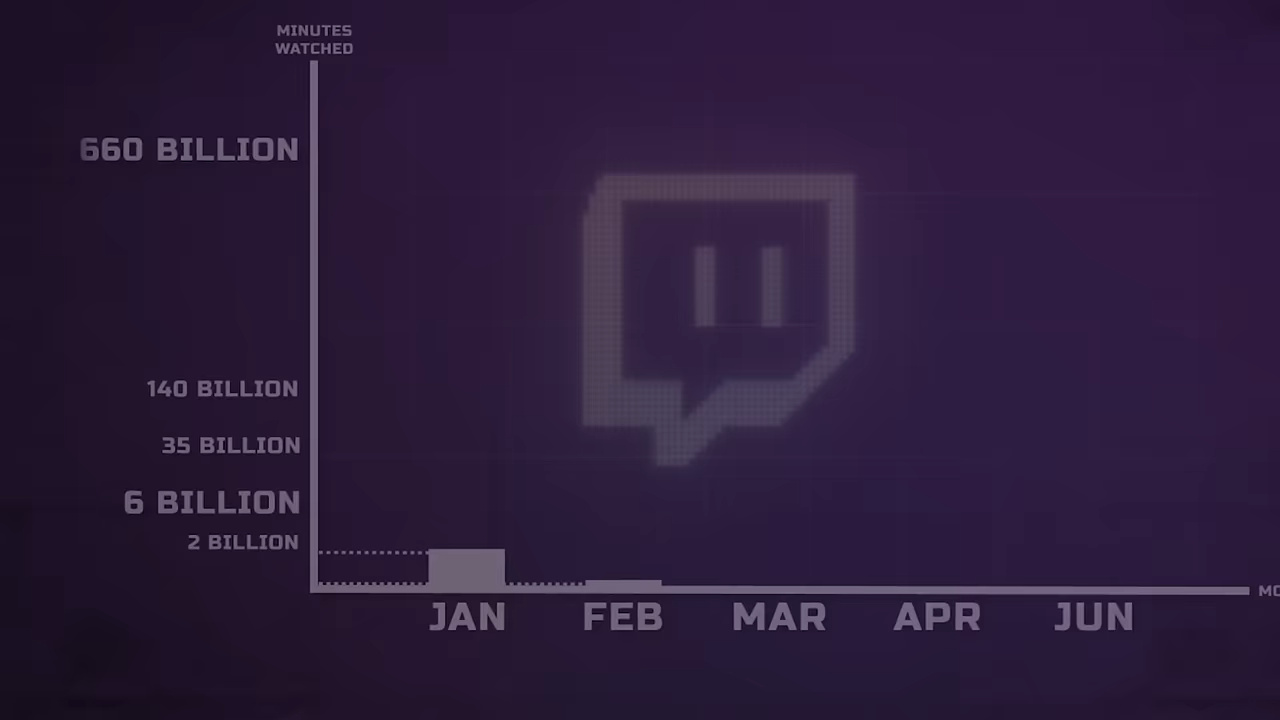 MINUTES
WATCHED
660 BILLION
140 BILLION
35 BILLION
6 BILLION
2 BILLION
JAN FEB MAR APR JUN